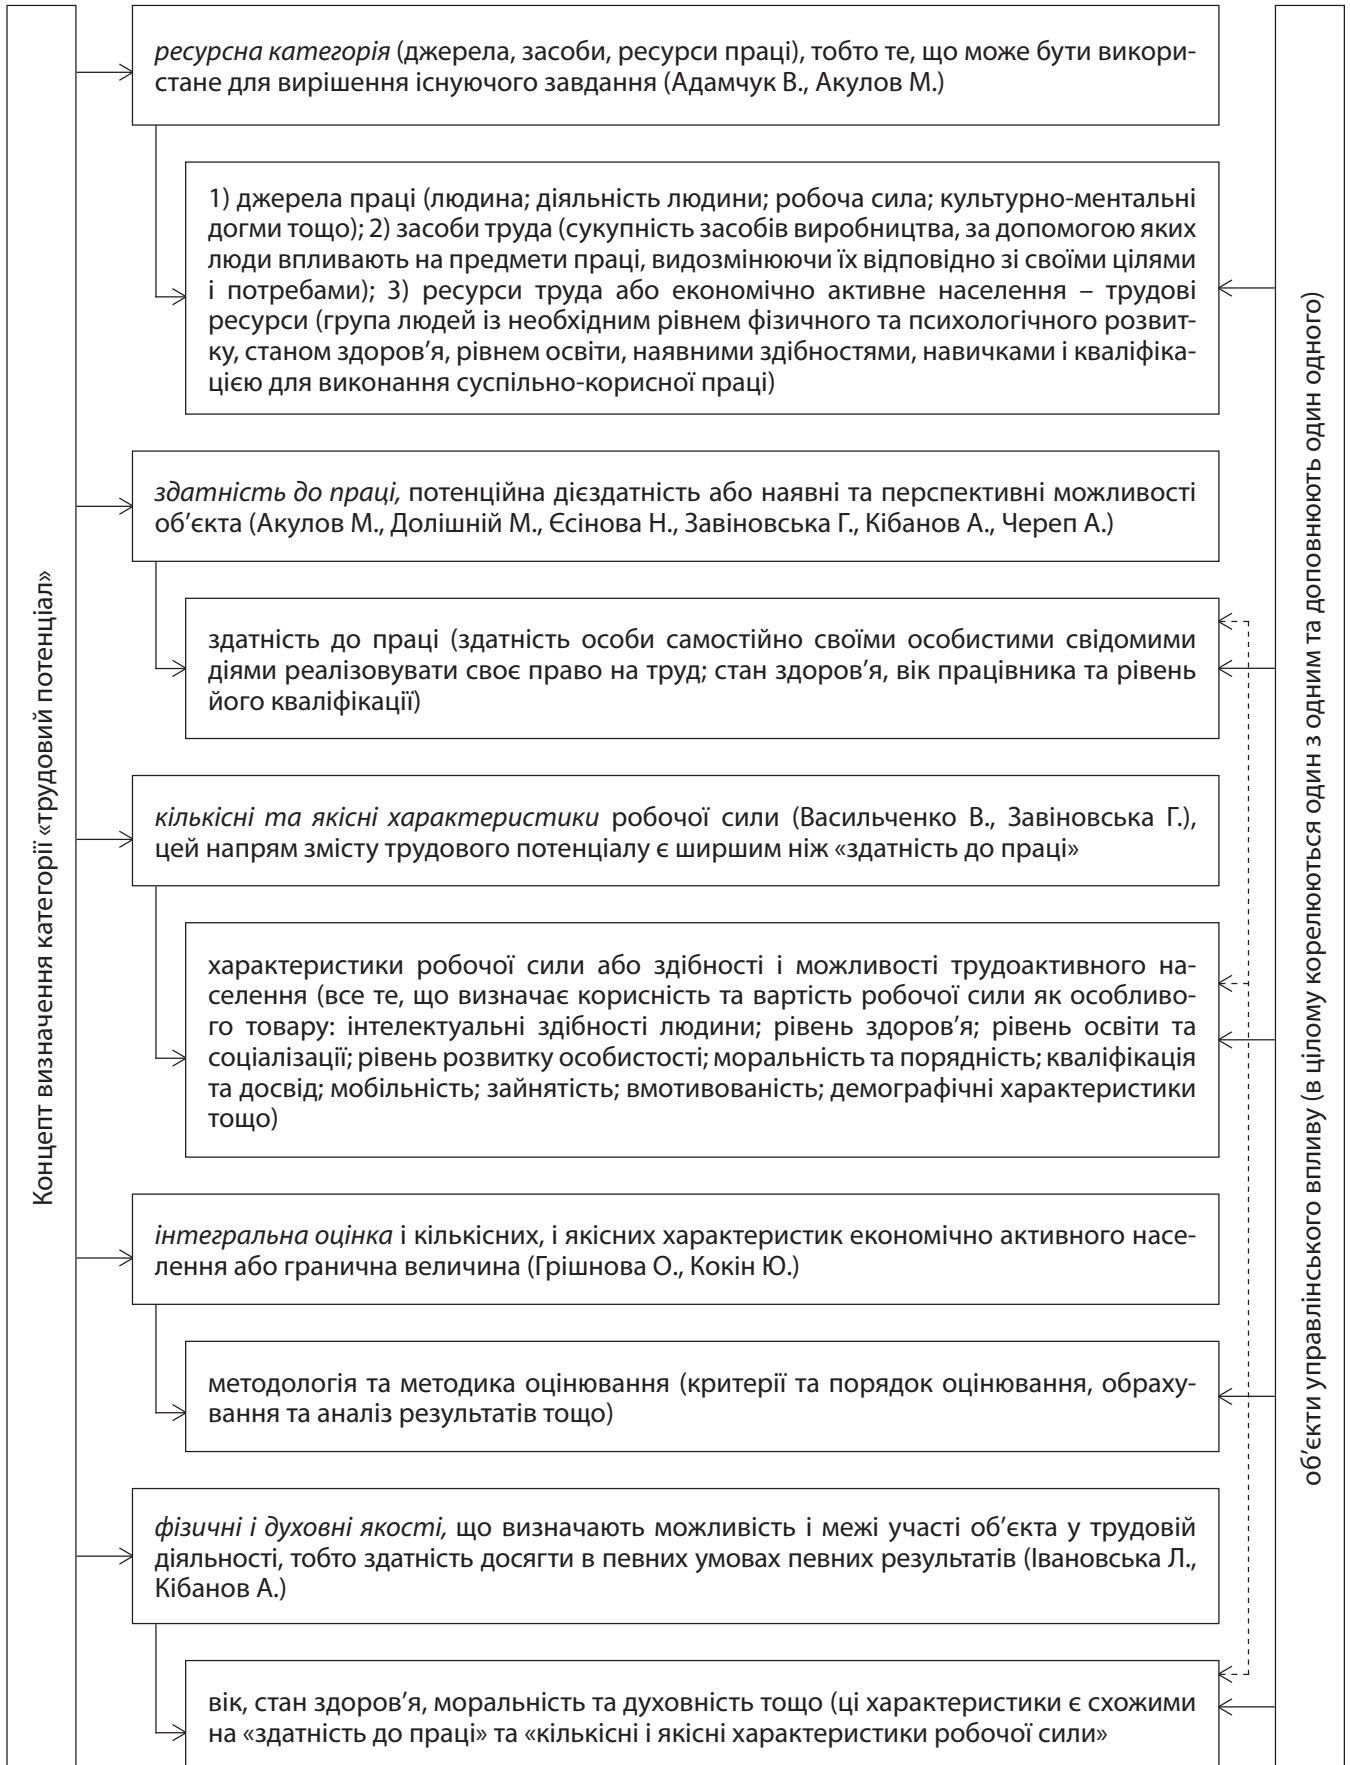 Концепт визначення категорії «трудовий потенціал»
ресурсна категорія (джерела, засоби, ресурси праці), тобто те, що може бути викори-
стане для вирішення існуючого завдання (Адамчук В., Акулов М.)
1) джерела праці (людина; діяльність людини; робоча сила; культурно-ментальні
догми тощо); 2) засоби труда (сукупність засобів виробництва, за допомогою яких
люди впливають на предмети праці, видозмінюючи їх відповідно зі своїми цілями
і потребами); 3) ресурси труда або економічно активне населення – трудові
ресурси (група людей із необхідним рівнем фізичного та психологічного розвит-
ку, станом здоров’я, рівнем освіти, наявними здібностями, навичками і кваліфіка-
цією для виконання суспільно-корисної праці)
здатність до праці, потенційна дієздатність або наявні та перспективні можливості
об’єкта (Акулов М., Долішній М., Єсінова Н., Завіновська Г., Кібанов А., Череп А.)
здатність до праці (здатність особи самостійно своїми особистими свідомими
діями реалізовувати своє право на труд; стан здоров’я, вік працівника та рівень
його кваліфікації)
кількісні та якісні характеристики робочої сили (Васильченко В., Завіновська Г.),
цей напрям змісту трудового потенціалу є ширшим ніж «здатність до праці»
характеристики робочої сили або здібності і можливості трудоактивного на-
селення (все те, що визначає корисність та вартість робочої сили як особливо-
го товару: інтелектуальні здібності людини; рівень здоров’я; рівень освіти та
соціалізації; рівень розвитку особистості; моральність та порядність; кваліфікація
та досвід; мобільність; зайнятість; вмотивованість; демографічні характеристики
тощо)
інтегральна оцінка і кількісних, і якісних характеристик економічно активного насе-
лення або гранична величина (Грішнова О., Кокін Ю.)
методологія та методика оцінювання (критерії та порядок оцінювання, обраху-
вання та аналіз результатів тощо)
фізичні і духовні якості, що визначають можливість і межі участі об’єкта у трудовій
діяльності, тобто здатність досягти в певних умовах певних результатів (Івановська Л.,
Кібанов А.)
вік, стан здоров’я, моральність та духовність тощо (ці характеристики є схожими
на «здатність до праці» та «кількісні і якісні характеристики робочої сили»
об’єкти управлінського впливу (в цілому корелюються один з одним та доповнюють один одного)